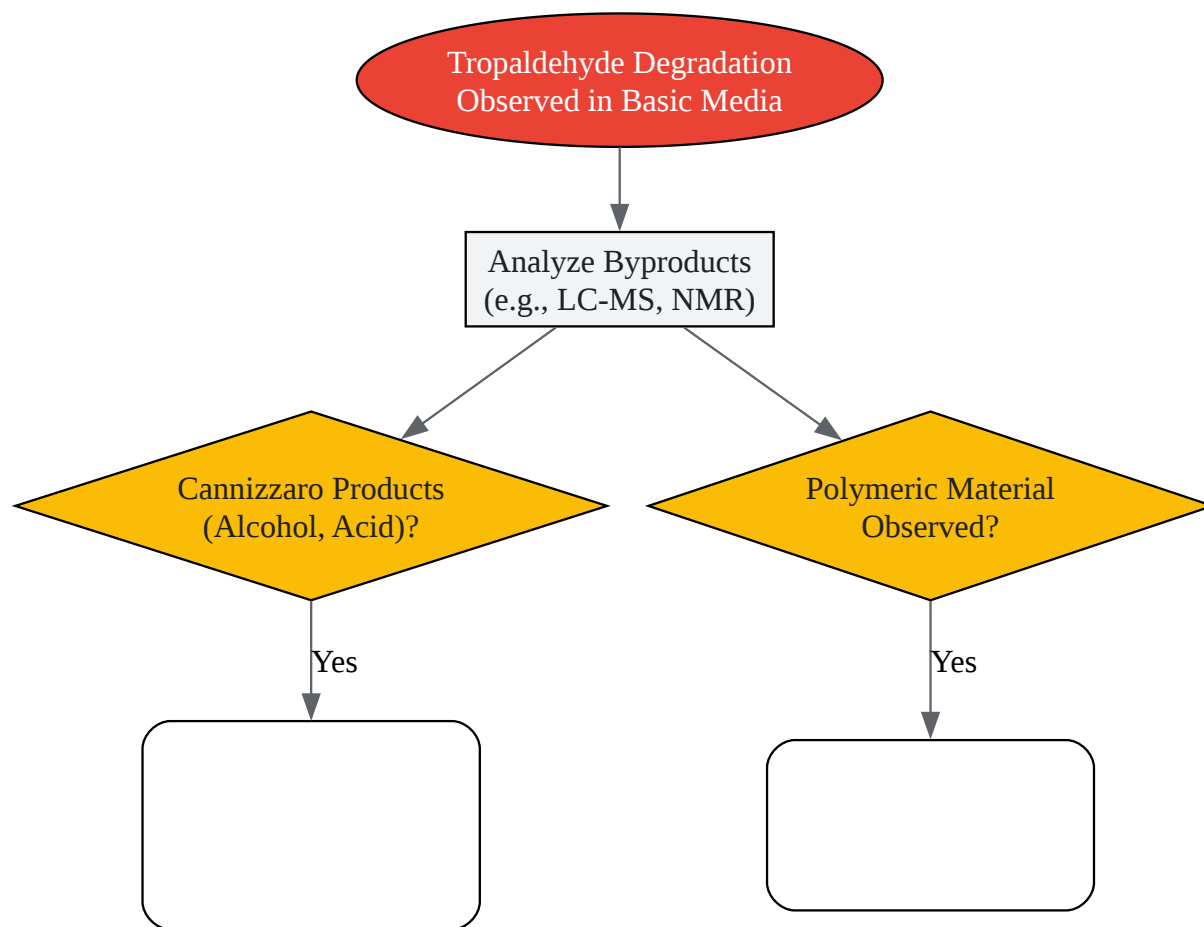 Tropaldehyde Degradation
Observed in Basic Media
Analyze Byproducts
(e.g., LC-MS, NMR)
Cannizzaro Products
(Alcohol, Acid)?
Polymeric Material
Observed?
Yes
Yes